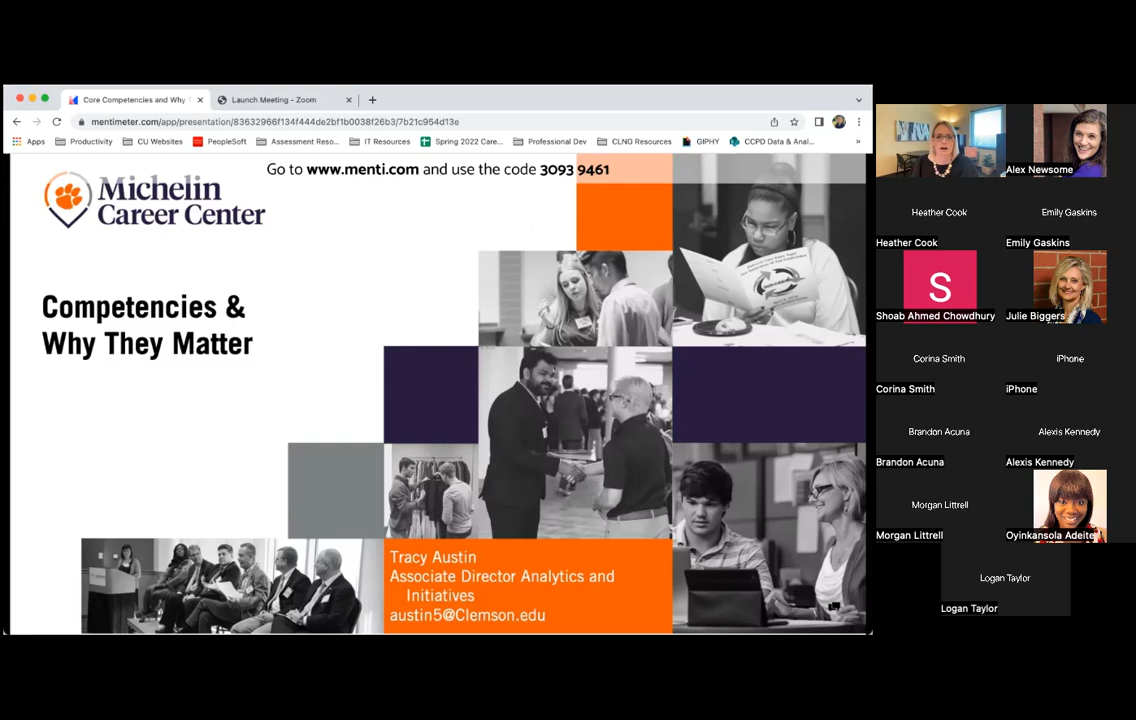 Core Competencies and Why T
Launch Meeting - Zoom
mentimeter.com/app/presentation/83632966f134f444de2bf1b0038f26b3/7b21c964d13e
Apps
Productivity
CU Websites
PeopleSoft
Assessment Reso...
IT Resources
Spring 2022 Care...
Professional Dev
CLNG Resources
GIPHY
CCPD Data & Anal...
»
Go to www.menti.com and use the code 3093 9461
Michelin
Career Center
Competencies &
Why They Matter
Tracy Austin
Associate Director Analytics and
Initiatives
austin5@Clemson.edu
Alex Newsome
Heather Cook
Heather Cook
Emily Gaskins
Emily Gaskins
S
Shoab Ahmed Chowdhury
Julie Biggers
Corina Smith
Corina Smith
iPhone
iPhone
Brandon Acuna
Brandon Acuna
Alexis Kennedy
Alexis Kennedy
Morgan Littrell
Morgan Littrell
Oyinkansola Adeite
Logan Taylor
Logan Taylor